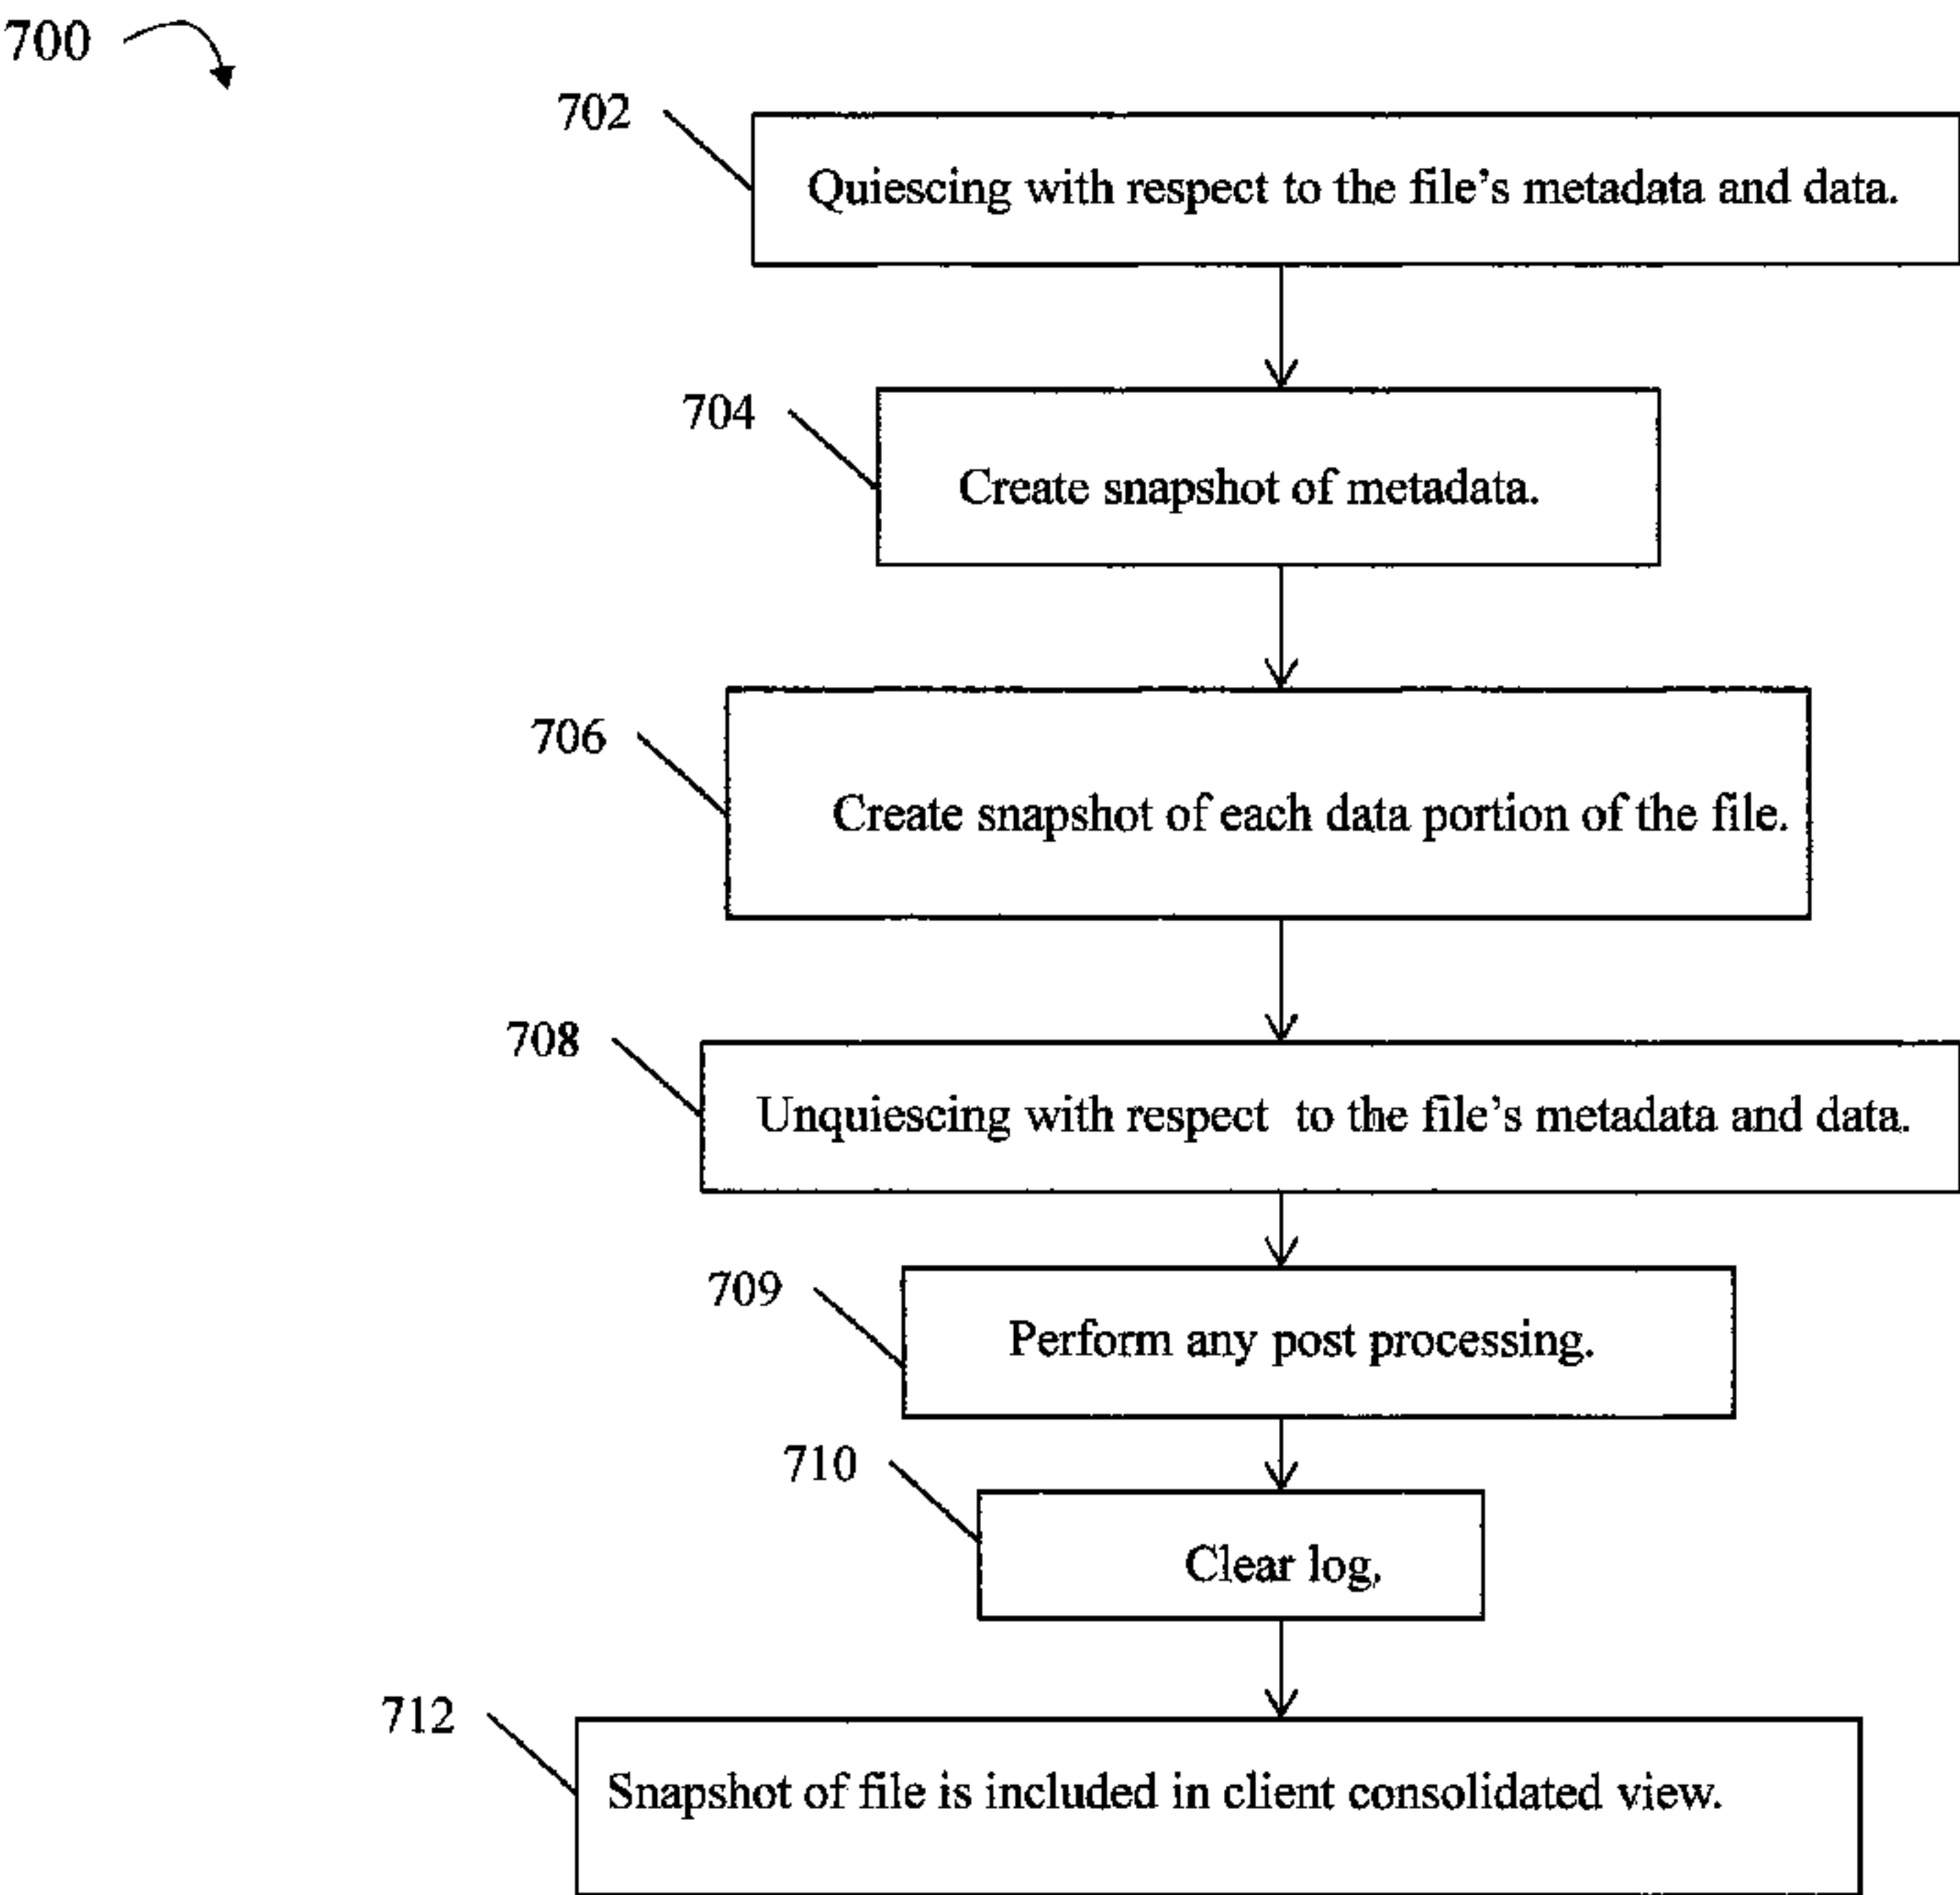 700
702
Quiescing with respect to the file's metadata and data.
704
Create snapshot of metadata.
706
Create snapshot of each data portion of the file.
708
Unquiescing with respect to the file's metadata and data.
709
Perform any post processing.
710
Clear log.
712
Snapshot of file is included in client consolidated view.